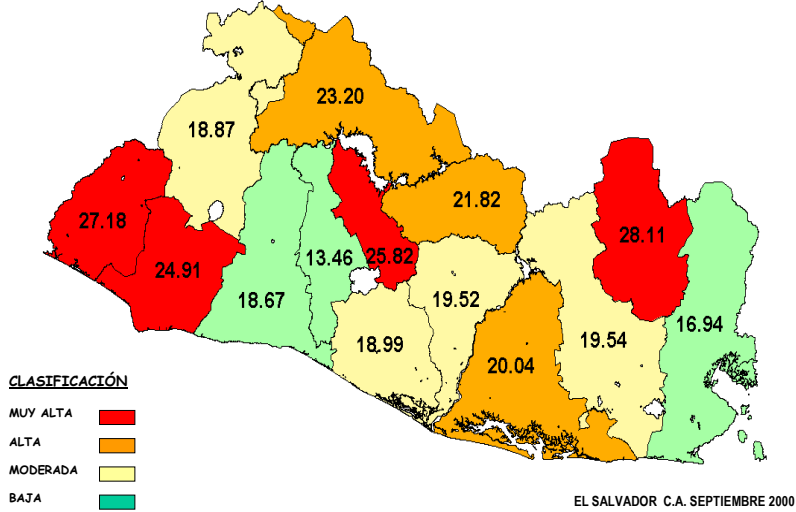 23.20
18.87
27.18
21.82
28.11
24.91
13.46
25.82
18.67
19.52
16.94
18.99
19.54
20.04
CLASIFICACIÓN
MUY ALTA
ALTA
MODERADA
BAJA
EL SALVADOR C.A. SEPTIEMBRE 2000